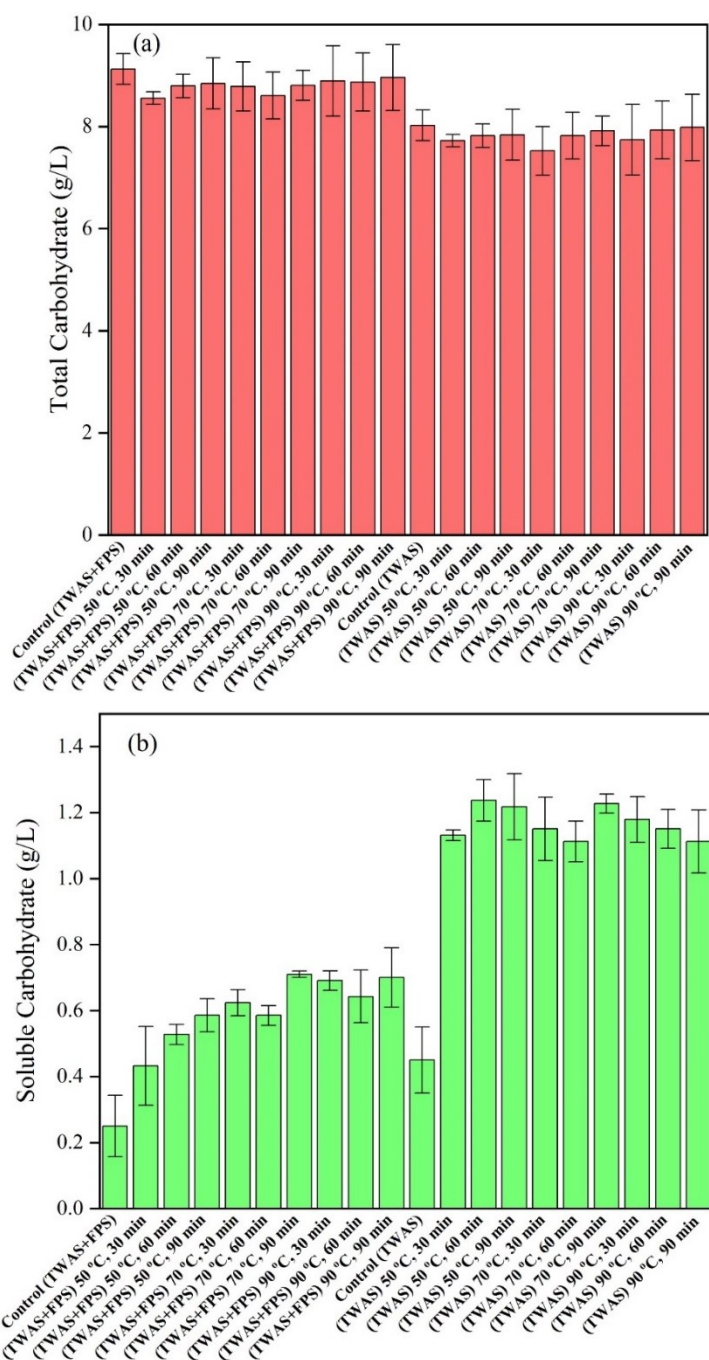 (a)
Total Carbohydrate (g/L)
10
8
6
4
2
0
Control (TWAS+FPS)
(TWAS+FPS) 50 °C, 30 min
(TWAS+FPS) 50 °C, 60 min
(TWAS+FPS) 50 °C, 90 min
(TWAS+FPS) 70 °C, 30 min
(TWAS+FPS) 70 °C, 60 min
(TWAS+FPS) 70 °C, 90 min
(TWAS+FPS) 90 °C, 30 min
(TWAS+FPS) 90 °C, 60 min
(TWAS+FPS) 90 °C, 90 min
Control (TWAS)
(TWAS) 50 °C, 30 min
(TWAS) 50 °C, 60 min
(TWAS) 50 °C, 90 min
(TWAS) 70 °C, 30 min
(TWAS) 70 °C, 60 min
(TWAS) 70 °C, 90 min
(TWAS) 90 °C, 30 min
(TWAS) 90 °C, 60 min
(TWAS) 90 °C, 90 min
(b)
Soluble Carbohydrate (g/L)
1.4
1.2
1.0
0.8
0.6
0.4
0.2
0.0
Control (TWAS+FPS)
(TWAS+FPS) 50 °C, 30 min
(TWAS+FPS) 50 °C, 60 min
(TWAS+FPS) 50 °C, 90 min
(TWAS+FPS) 70 °C, 30 min
(TWAS+FPS) 70 °C, 60 min
(TWAS+FPS) 70 °C, 90 min
(TWAS+FPS) 90 °C, 30 min
(TWAS+FPS) 90 °C, 60 min
(TWAS+FPS) 90 °C, 90 min
Control (TWAS)
(TWAS) 50 °C, 30 min
(TWAS) 50 °C, 60 min
(TWAS) 50 °C, 90 min
(TWAS) 70 °C, 30 min
(TWAS) 70 °C, 60 min
(TWAS) 70 °C, 90 min
(TWAS) 90 °C, 30 min
(TWAS) 90 °C, 60 min
(TWAS) 90 °C, 90 min